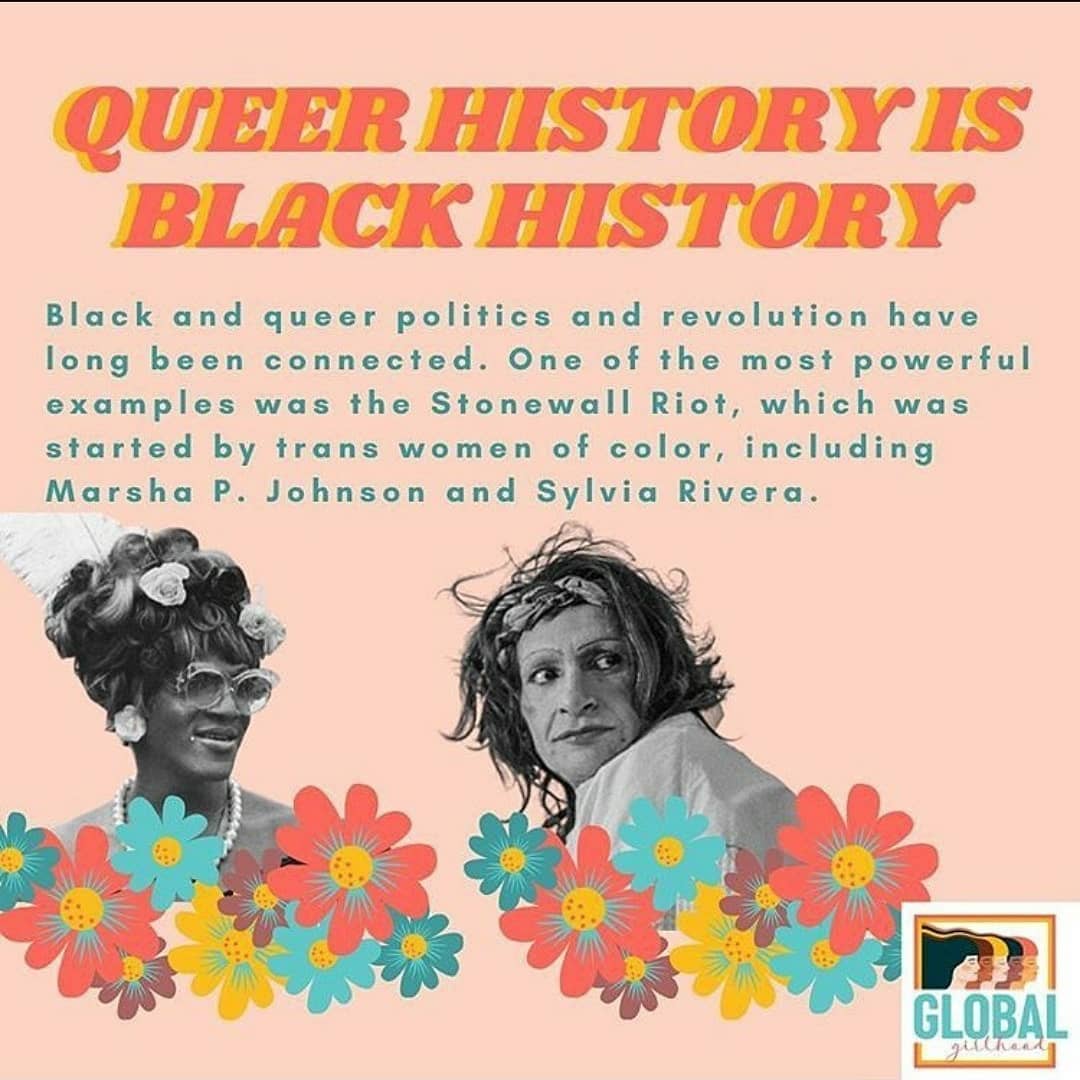 QUEER HISTORY IS
BLACK HISTORY
Black and queer politics and revolution have
long been connected. One of the most powerful
examples was the Stonewall Riot, which was
started by trans women of color, including
Marsha P. Johnson and Sylvia Rivera.
GLOBAL
girlhood